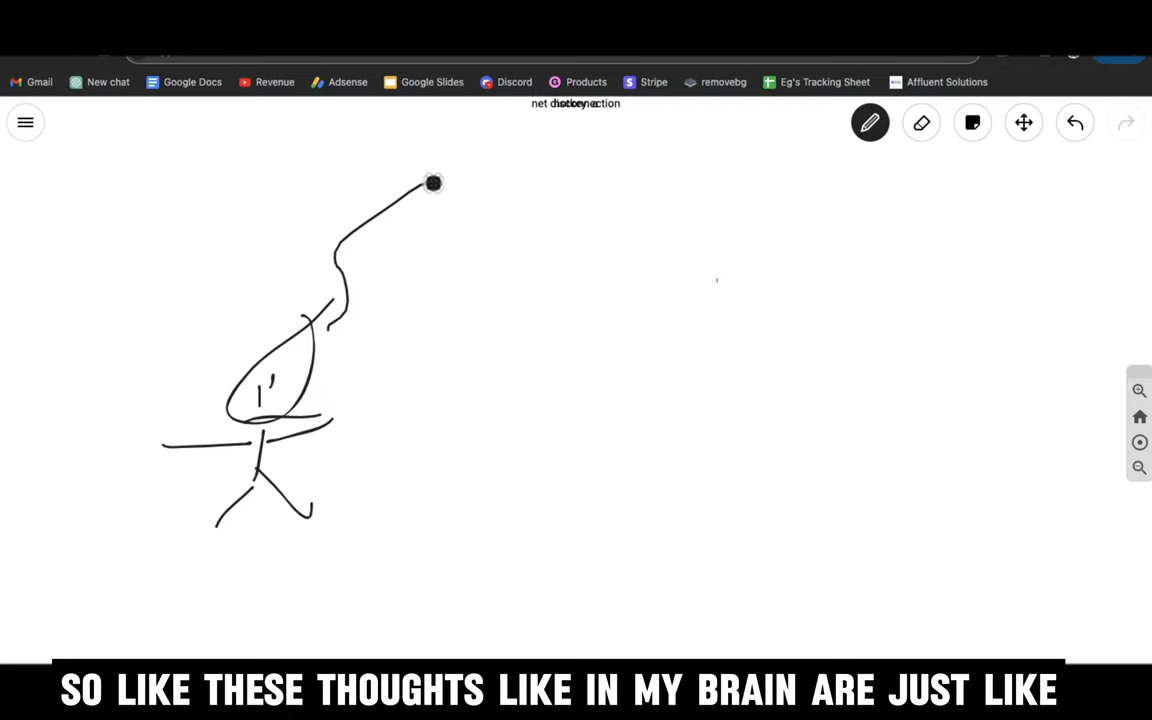 Gmail New chat Google Docs Revenue Adsense Google Slides Discord Products Stripe removebg Eg's Tracking Sheet Affluent Solutions
net
SO LIKE THESE THOUGHTS LIKE IN MY BRAIN ARE JUST LIKE